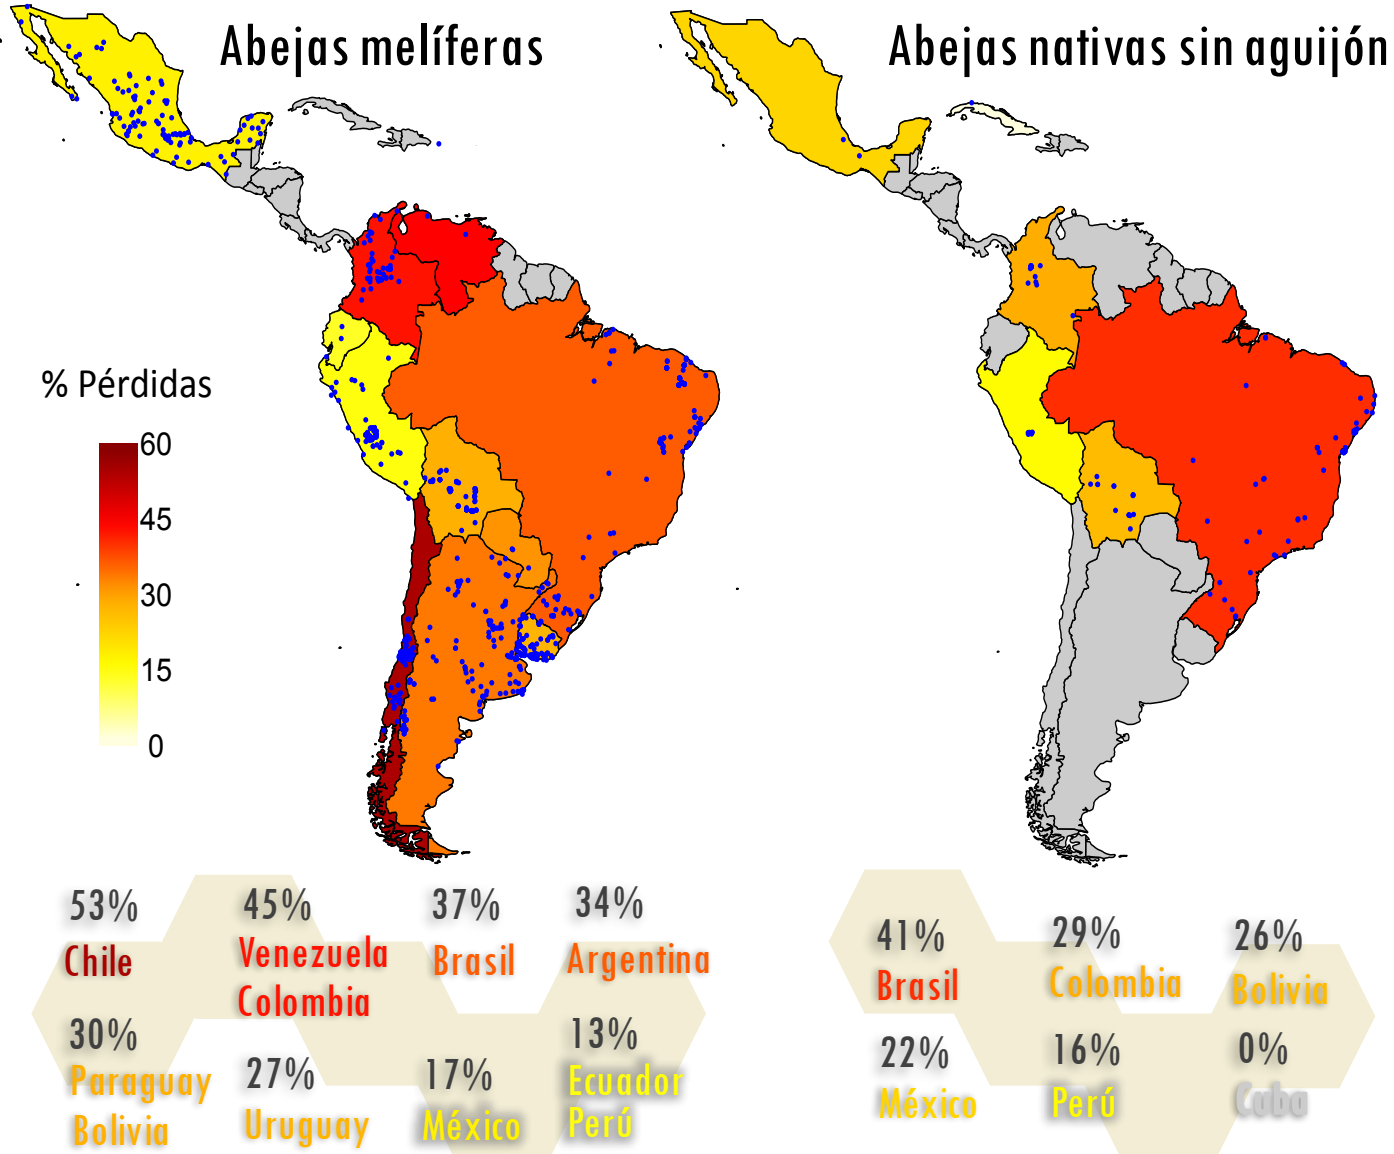 Abejas melíferas
Abejas nativas sin aguijón
% Pérdidas
60
45
30
15
0
53%
Chile
45%
Venezuela
Colombia
37%
Brasil
34%
Argentina
30%
Paraguay
Bolivia
27%
Uruguay
17%
México
13%
Ecuador
Perú
41%
Brasil
29%
Colombia
26%
Bolivia
22%
México
16%
Perú
0%
Cuba